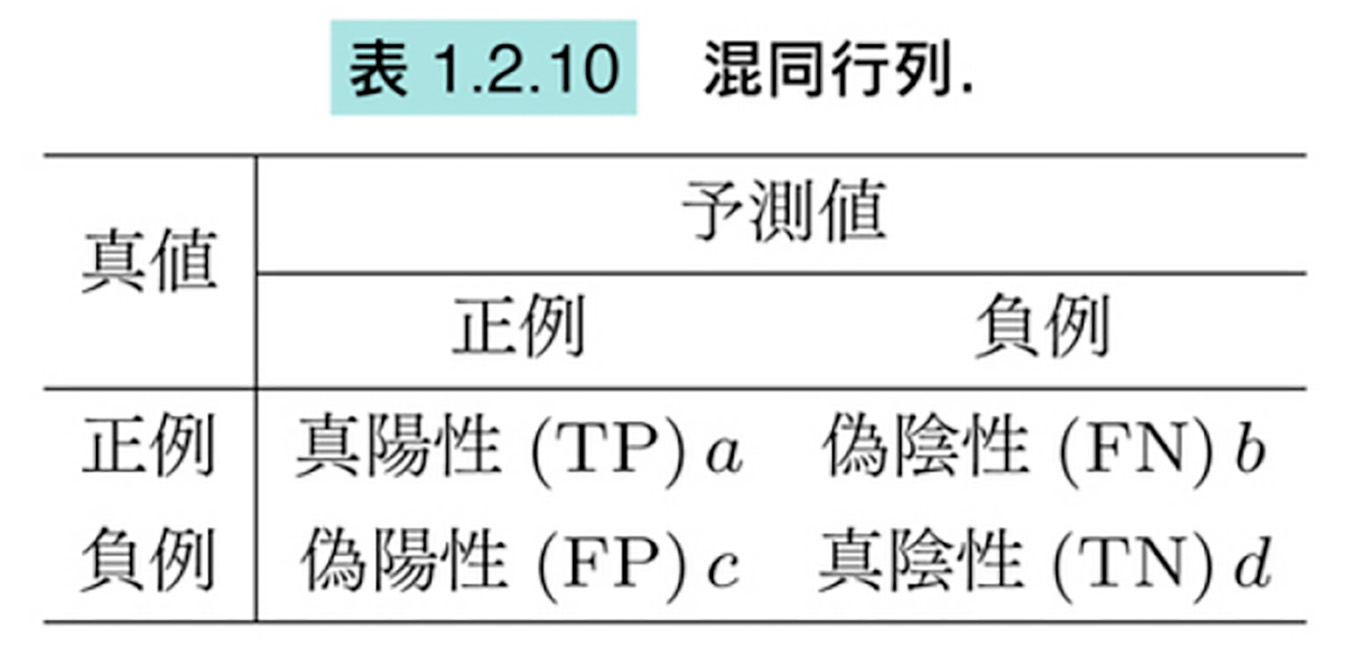 表 1.2.10 混同行列.
予測値
真値
正例 負例
正例 真陽性 (TP) a 偽陰性 (FN) b
負例 偽陽性 (FP) c 真陰性 (TN) d